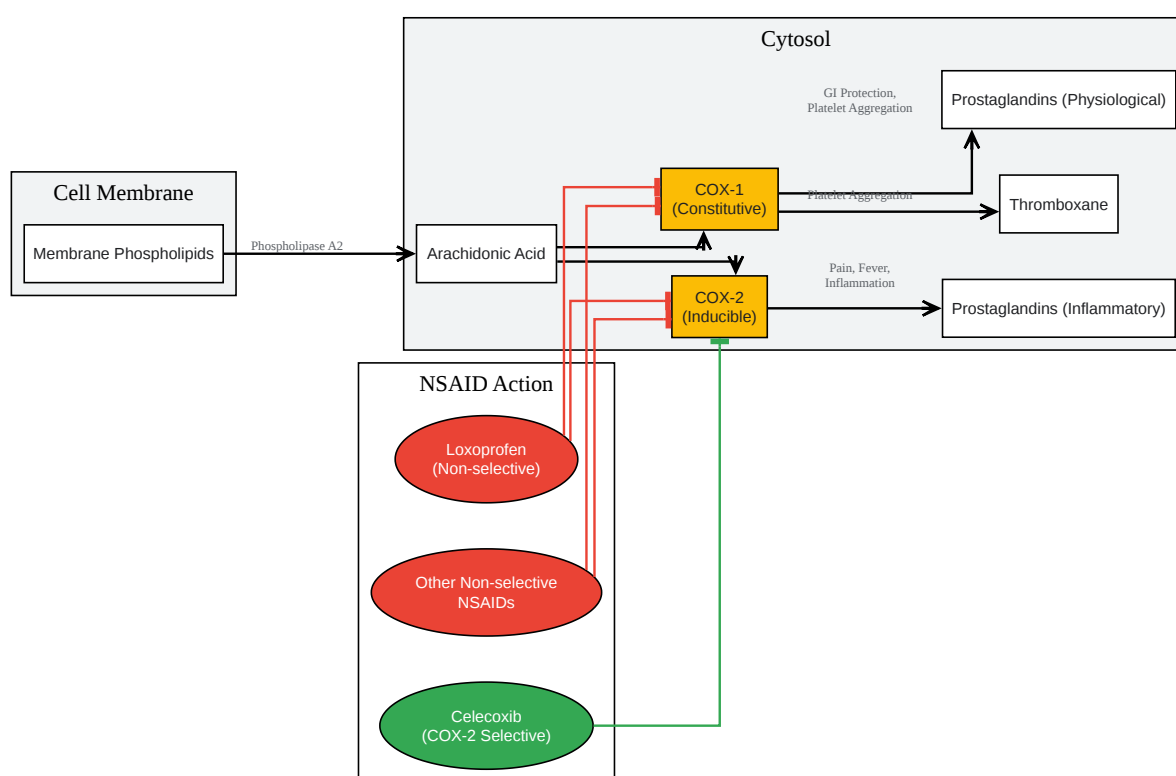 Cytosol
GI Protection,
Platelet Aggregation
Prostaglandins (Physiological)
Cell Membrane
COX-1
(Constitutive)
Platelet Aggregation
Thromboxane
Membrane Phospholipids
Phospholipase A2
Arachidonic Acid
Pain, Fever,
Inflammation
COX-2
(Inducible)
Prostaglandins (Inflammatory)
NSAID Action
Loxoprofen
(Non-selective)
Other Non-selective
NSAIDs
Celecoxib
(COX-2 Selective)